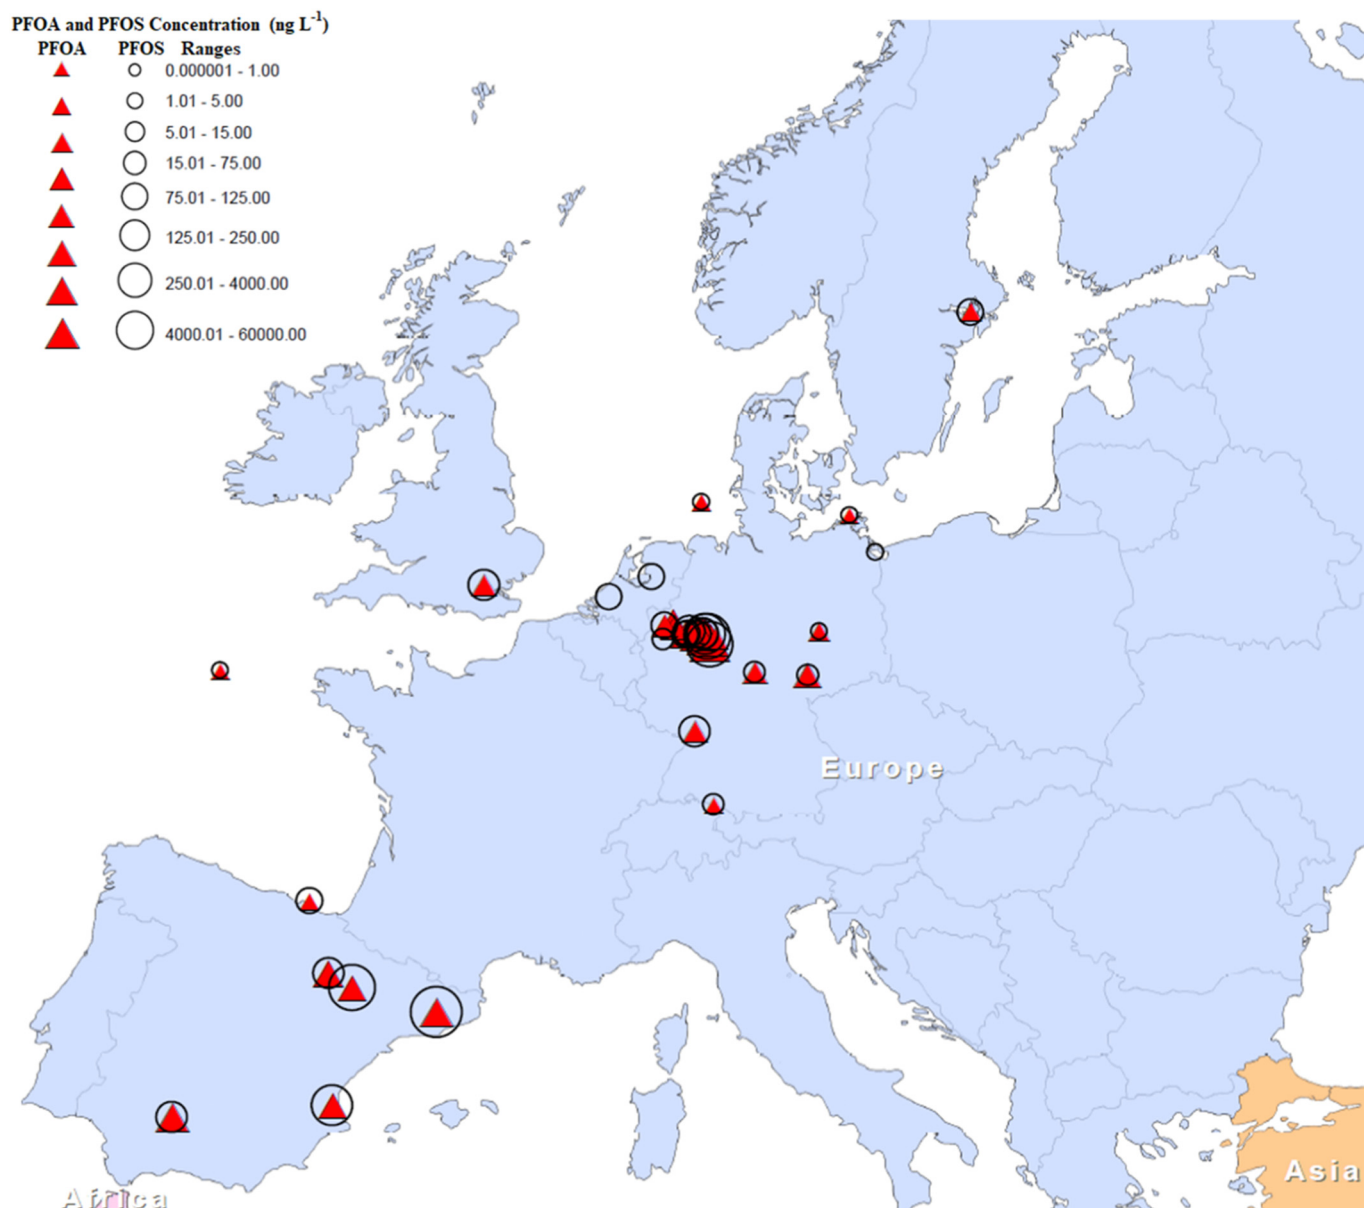 PFOA and PFOS Concentration (ng L⁻¹)
PFOA PFOS Ranges
0.000001 - 1.00
1.01 - 5.00
5.01 - 15.00
15.01 - 75.00
75.01 - 125.00
125.01 - 250.00
250.01 - 4000.00
4000.01 - 60000.00
Europe
Asia
Africa